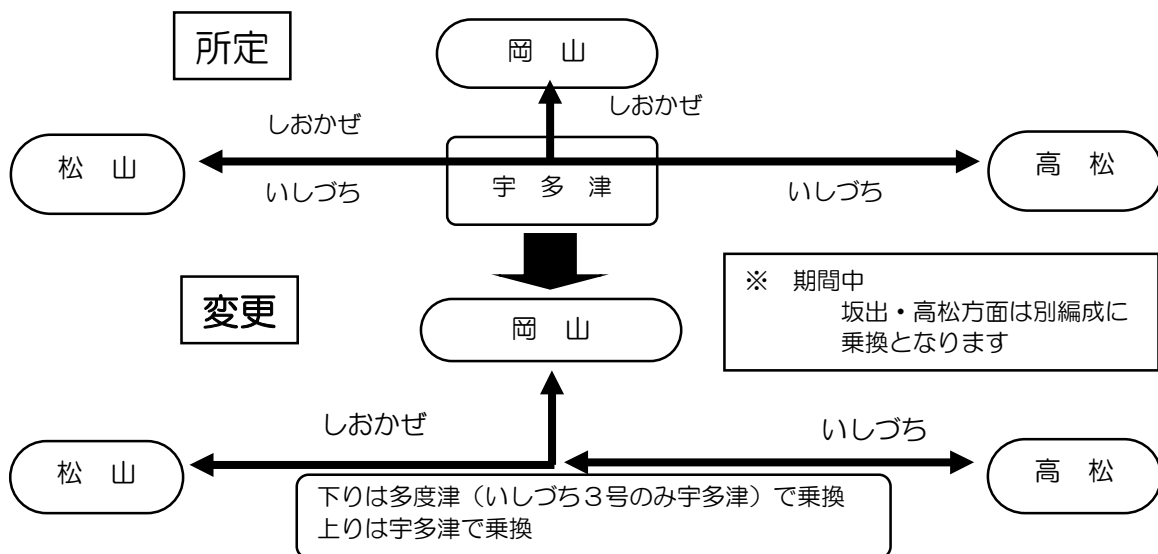 所定
岡 山
しおかぜ
しおかぜ
松 山
いしづち
宇 多 津
いしづち
高 松
変更
岡 山
※ 期間中
坂出・高松方面は別編成に
乗換となります
しおかぜ
いしづち
松 山
高 松
下りは多度津（いしづち３号のみ宇多津）で乗換
上りは宇多津で乗換